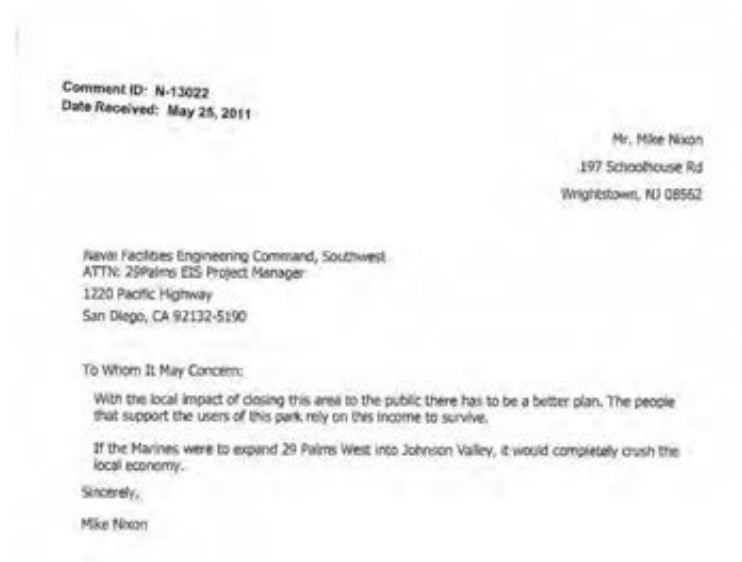 Comment ID: N-13022
Date Received: May 25, 2011
Mr. Mike Nixon
197 Schoolhouse Rd
Wrightstown, NJ 08562
Naval Facilities Engineering Command, Southwest
ATTN: 29Palms EIS Project Manager
1220 Pacific Highway
San Diego, CA 92132-5190
To Whom It May Concern:
With the local impact of closing this area to the public there has to be a better plan. The people
that support the users of this park rely on this income to survive.
If the Marines were to expand 29 Palms West into Johnson Valley, it would completely crush the
local economy.
Sincerely,
Mike Nixon